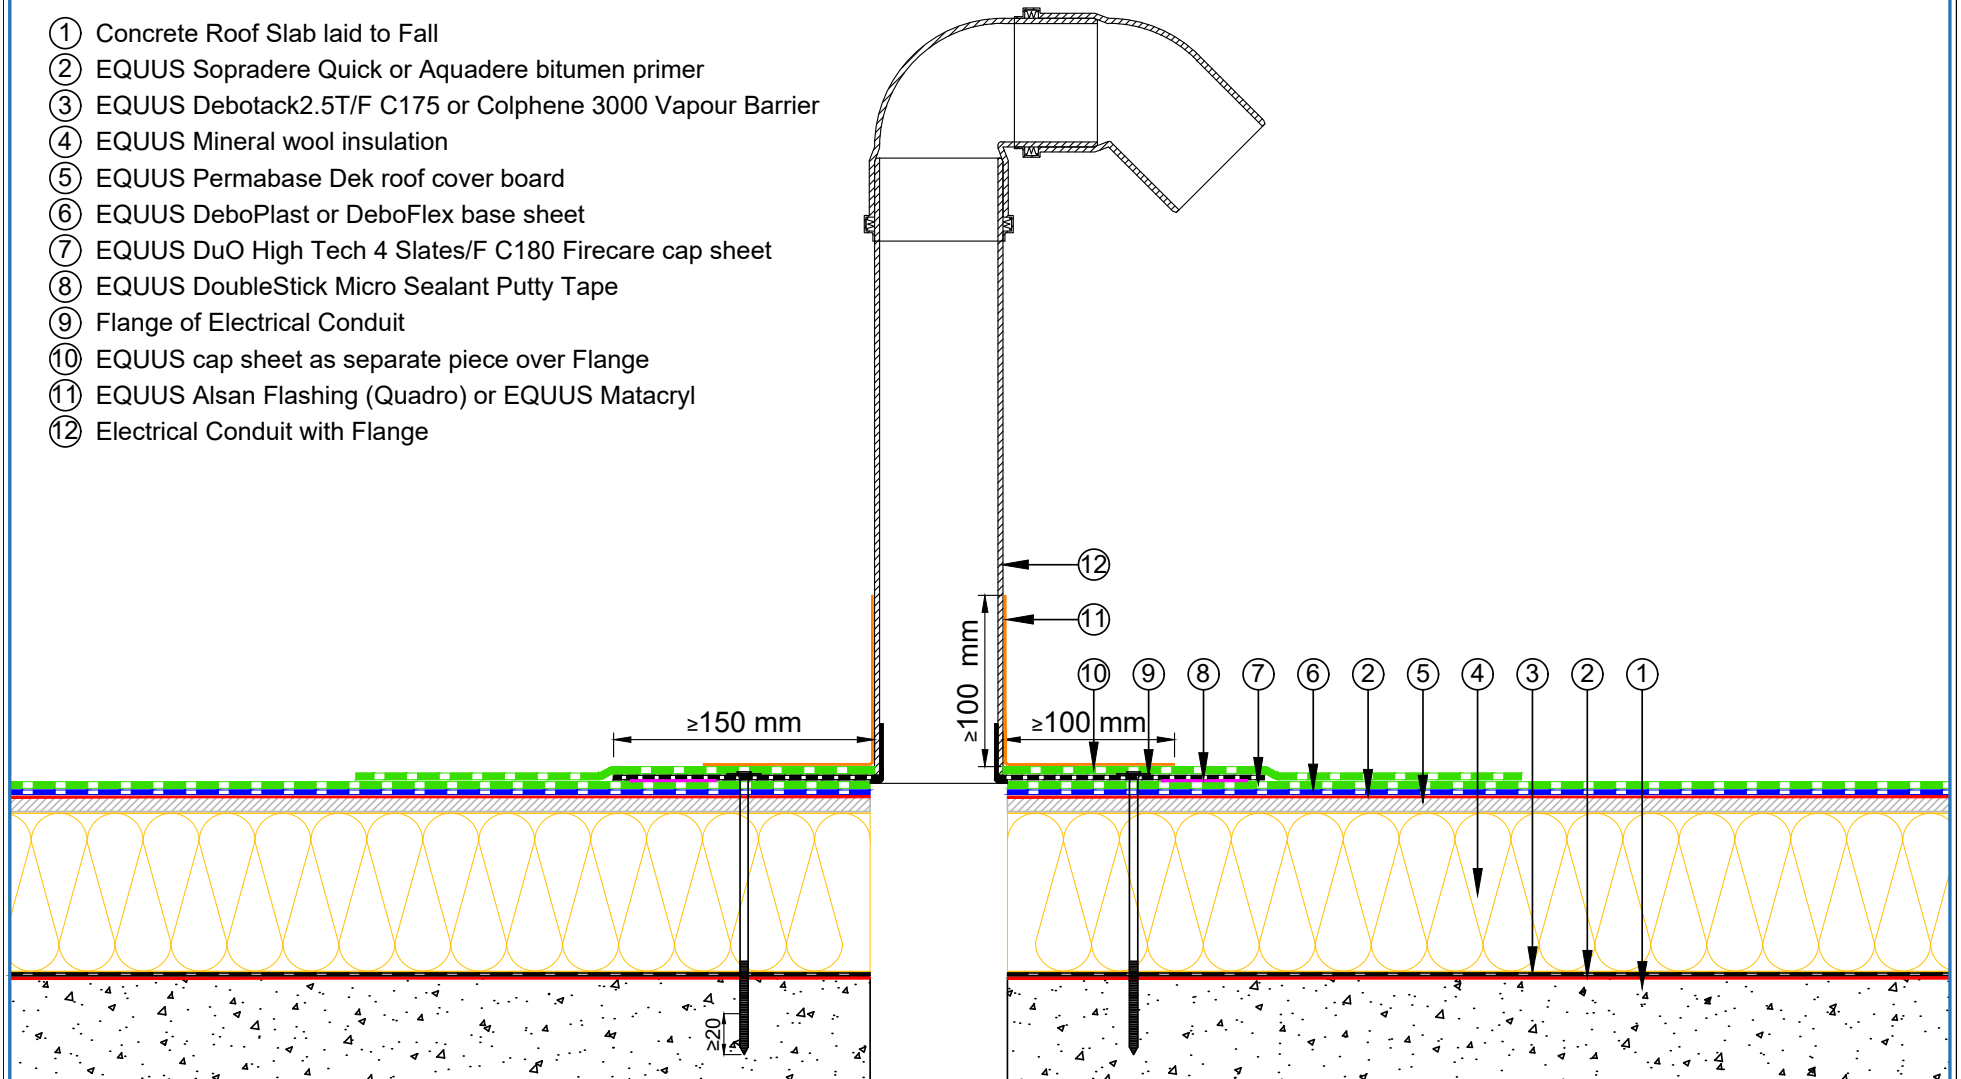 1 Concrete Roof Slab laid to Fall
2 EQUUS Sopradere Quick or Aquadere bitumen primer
3 EQUUS Debotack2.5T/F C175 or Colphene 3000 Vapour Barrier
4 EQUUS Mineral wool insulation
5 EQUUS Permabase Dek roof cover board
6 EQUUS DeboPlast or DeboFlex base sheet
7 EQUUS DuO High Tech 4 Slates/F C180 Firecare cap sheet
8 EQUUS DoubleStick Micro Sealant Putty Tape
9 Flange of Electrical Conduit
10 EQUUS cap sheet as separate piece over Flange
11 EQUUS Alsan Flashing (Quadro) or EQUUS Matacryl
12 Electrical Conduit with Flange
12
11
≥100 mm
10 9 8 7 6 2 5 4 3 2 1
≥150 mm
≥100 mm
≥20